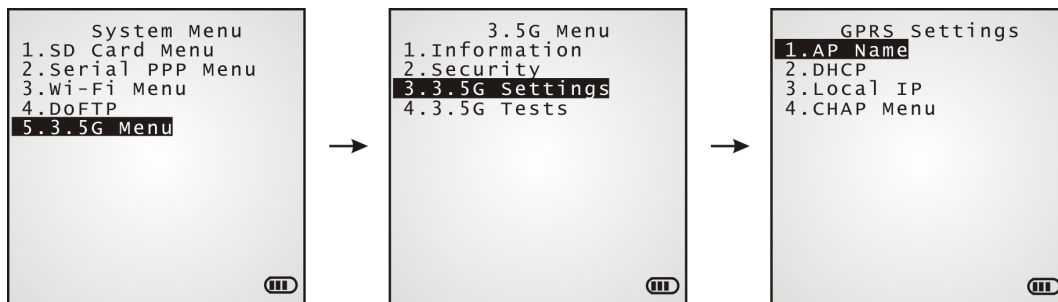 System Menu
1.SD Card Menu
2.Serial PPP Menu
3.Wi-Fi Menu
4.DoFTP
5.3.5G Menu
3.5G Menu
1.Information
2.Security
3.3.5G Settings
4.3.5G Tests
GPRS Settings
1.AP Name
2.DHCP
3.Local IP
4.CHAP Menu